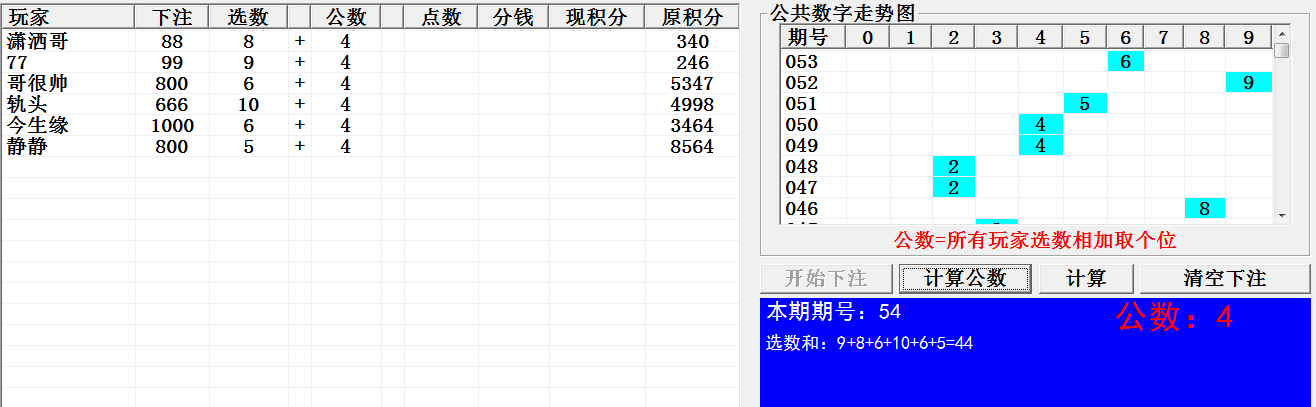 玩家 下注 选数 公数 点数 分钱 现积分 原积分
潇洒哥 88 8 + 4 340
77 99 9 + 4 246
哥很帅 800 6 + 4 5347
轨头 666 10 + 4 4998
今生缘 1000 6 + 4 3464
静静 800 5 + 4 8564
公共数字走势图
期号 0 1 2 3 4 5 6 7 8 9
053 6
052 9
051 5
050 4
049 4
048 2
047 2
046 8
公数=所有玩家选数相加取个位
开始下注 计算公数 计算 清空下注
本期期号：54 公数：4
选数和：9+8+6+10+6+5=44